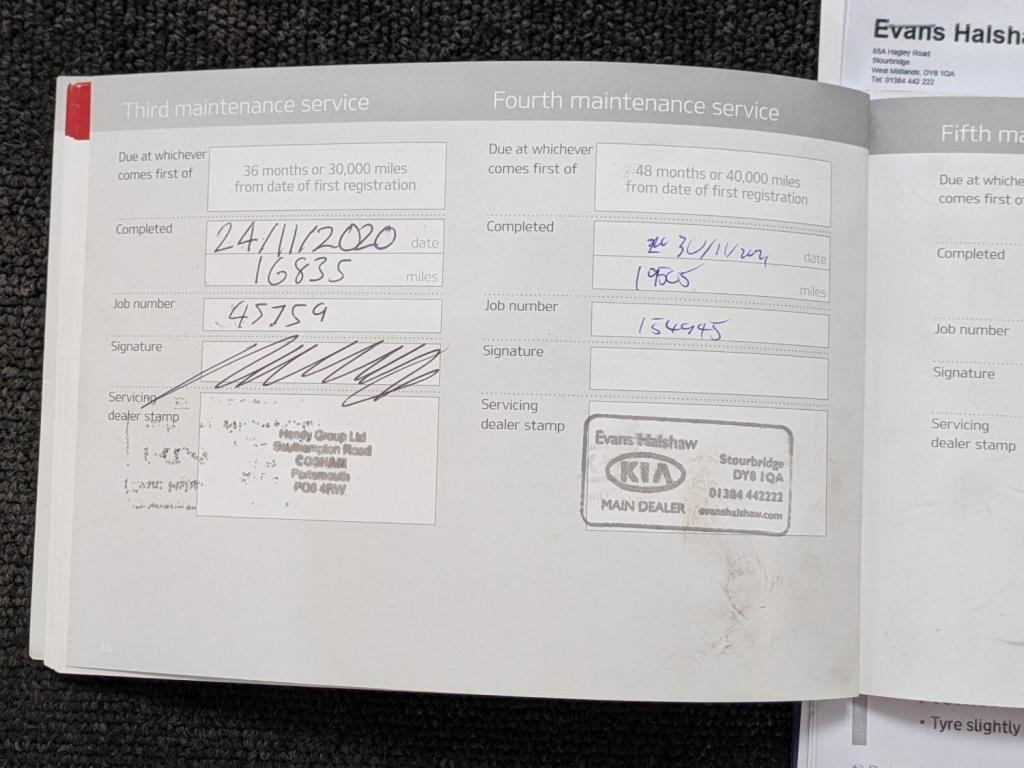 Evans Halsha
65A Hagley Road
Stourbridge
West Midlands, DY8 1QA
Tel: 01384 442 222
Third maintenance service
Due at whichever
comes first of
36 months or 30,000 miles
from date of first registration
Completed
24/11/2020 date
16835 miles
Job number
45759
Signature
Servicing
dealer stamp
Hendy Group Ltd
Southampton Road
COSHAM
Portsmouth
PO6 4RW
16
Fourth maintenance service
Due at whichever
comes first of
48 months or 40,000 miles
from date of first registration
Completed
30/11/2021 date
19505 miles
Job number
154945
Signature
Servicing
dealer stamp
Evans Halshaw
KIA
MAIN DEALER
Stourbridge
DY8 1QA
01384 442222
evanshalshaw.com
Fifth ma
Due at whiche
comes first of
Completed
Job number
Signature
Servicing
dealer stamp
• Tyre slightly